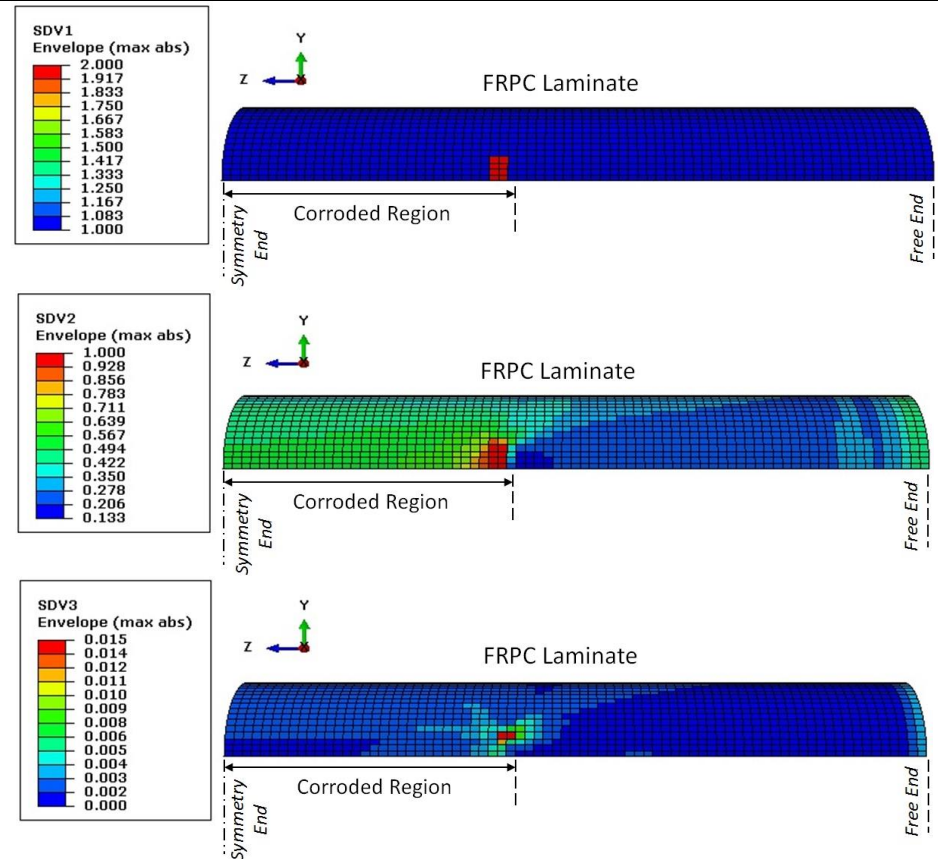 SDV1
Envelope (max abs)
2.000
1.917
1.833
1.750
1.667
1.583
1.500
1.417
1.333
1.250
1.167
1.083
1.000
Y
Z
X
FRPC Laminate
Corroded Region
Symmetry
End
Free End
SDV2
Envelope (max abs)
1.000
0.928
0.856
0.783
0.711
0.639
0.567
0.494
0.422
0.350
0.278
0.206
0.133
Y
Z
X
FRPC Laminate
Corroded Region
Symmetry
End
Free End
SDV3
Envelope (max abs)
0.015
0.014
0.012
0.011
0.010
0.009
0.008
0.006
0.005
0.004
0.003
0.002
0.000
Y
Z
X
FRPC Laminate
Corroded Region
Symmetry
End
Free End